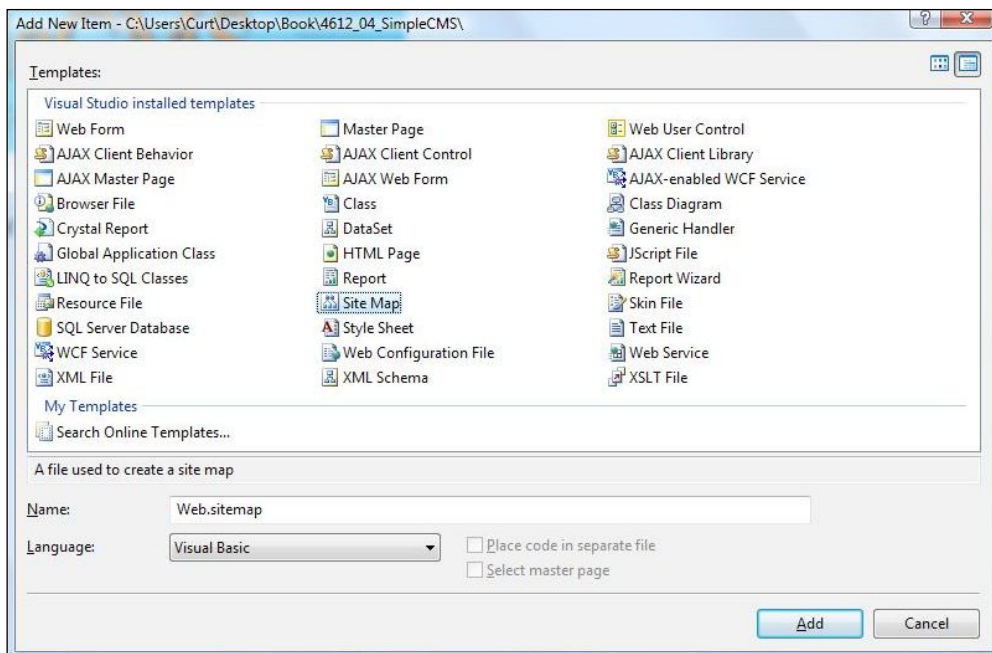 Add New Item - C:\Users\Curt\Desktop\Book\4612_04_SimpleCMS\
Templates:
Visual Studio installed templates
Web Form Master Page Web User Control
AJAX Client Behavior AJAX Client Control AJAX Client Library
AJAX Master Page AJAX Web Form AJAX-enabled WCF Service
Browser File Class Class Diagram
Crystal Report DataSet Generic Handler
Global Application Class HTML Page JScript File
LINQ to SQL Classes Report Report Wizard
Resource File Site Map Skin File
SQL Server Database Style Sheet Text File
WCF Service Web Configuration File Web Service
XML File XML Schema XSLT File
My Templates
Search Online Templates...
A file used to create a site map
Name: Web.sitemap
Language: Visual Basic Place code in separate file
Select master page
Add Cancel